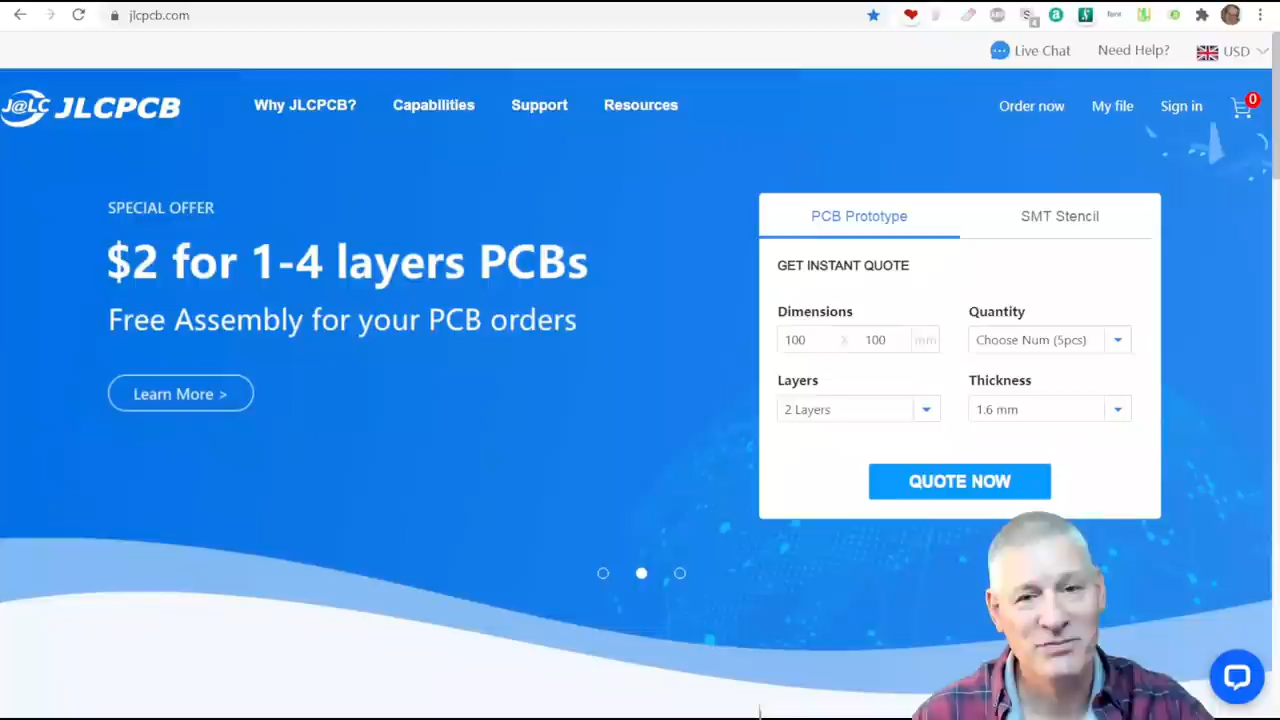 jlcpcb.com
4
Live Chat
Need Help?
USD
J@LC JLCPCB
Why JLCPCB?
Capabilities
Support
Resources
Order now
My file
Sign in
0
SPECIAL OFFER
$2 for 1-4 layers PCBs
Free Assembly for your PCB orders
Learn More >
PCB Prototype
SMT Stencil
GET INSTANT QUOTE
Dimensions
Quantity
100 x 100 mm
Choose Num (5pcs)
Layers
Thickness
2 Layers
1.6 mm
QUOTE NOW